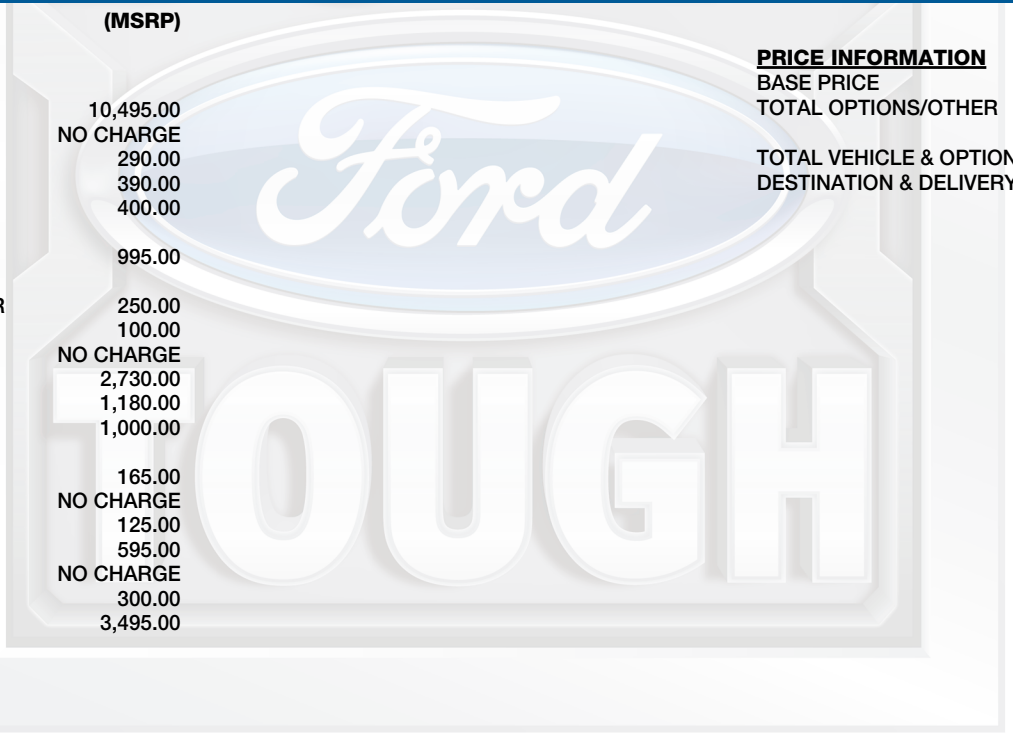 (MSRP)
PRICE INFORMATION
BASE PRICE
10,495.00
TOTAL OPTIONS/OTHER
NO CHARGE
290.00
TOTAL VEHICLE & OPTION
390.00
DESTINATION & DELIVERY
400.00
995.00
R
250.00
100.00
NO CHARGE
2,730.00
1,180.00
1,000.00
165.00
NO CHARGE
125.00
595.00
NO CHARGE
300.00
3,495.00
Ford
TOUGH